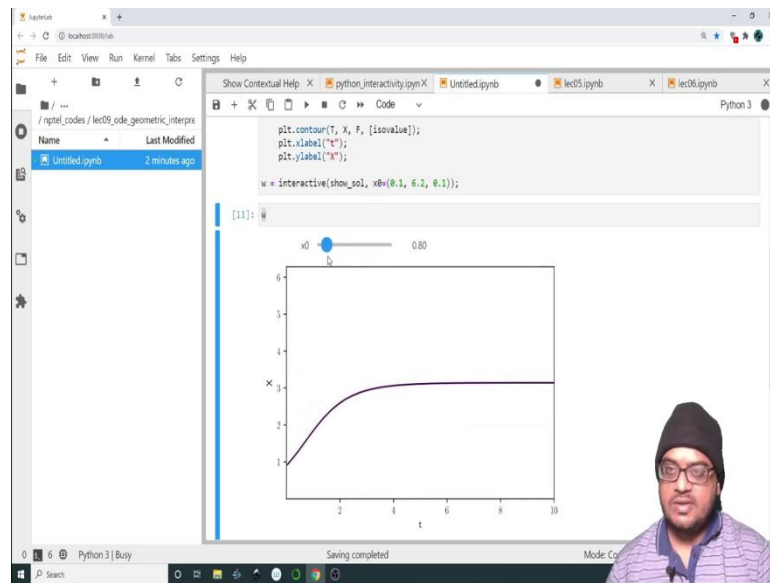 JupyterLab
localhost:8888/lab
File Edit View Run Kernel Tabs Settings Help
Show Contextual Help
python_interactivity.ipyn
Untitled.ipynb
lec05.ipynb
lec06.ipynb
Code
Python 3
/ ...
/ nptel_codes / lec09_ode_geometric_interpre
Name Last Modified
Untitled.ipynb 2 minutes ago
plt.contour(T, X, F, [isovalue]);
plt.xlabel("t");
plt.ylabel("X");
w = interactive(show_sol, x0=(0.1, 6.2, 0.1));
[11]: w
x0 0.80
6
5
4
X 3
2
1
2 4 6 8 10
t
0 6 Python 3 | Busy Saving completed Mode: Co
Search